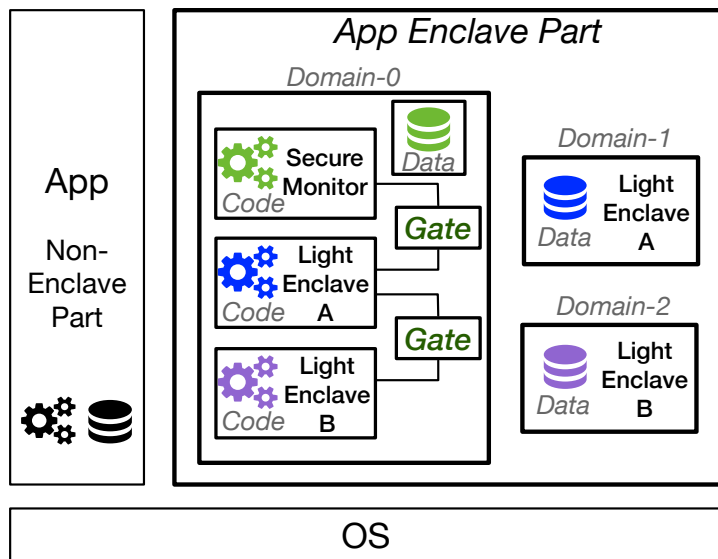 App Enclave Part
Domain-0
Data
Secure
Monitor
Code
Gate
Light
Enclave
A
Code
Gate
Light
Enclave
B
Code
Domain-1
Light
Enclave
A
Data
Domain-2
Light
Enclave
B
Data
App
Non-
Enclave
Part
OS